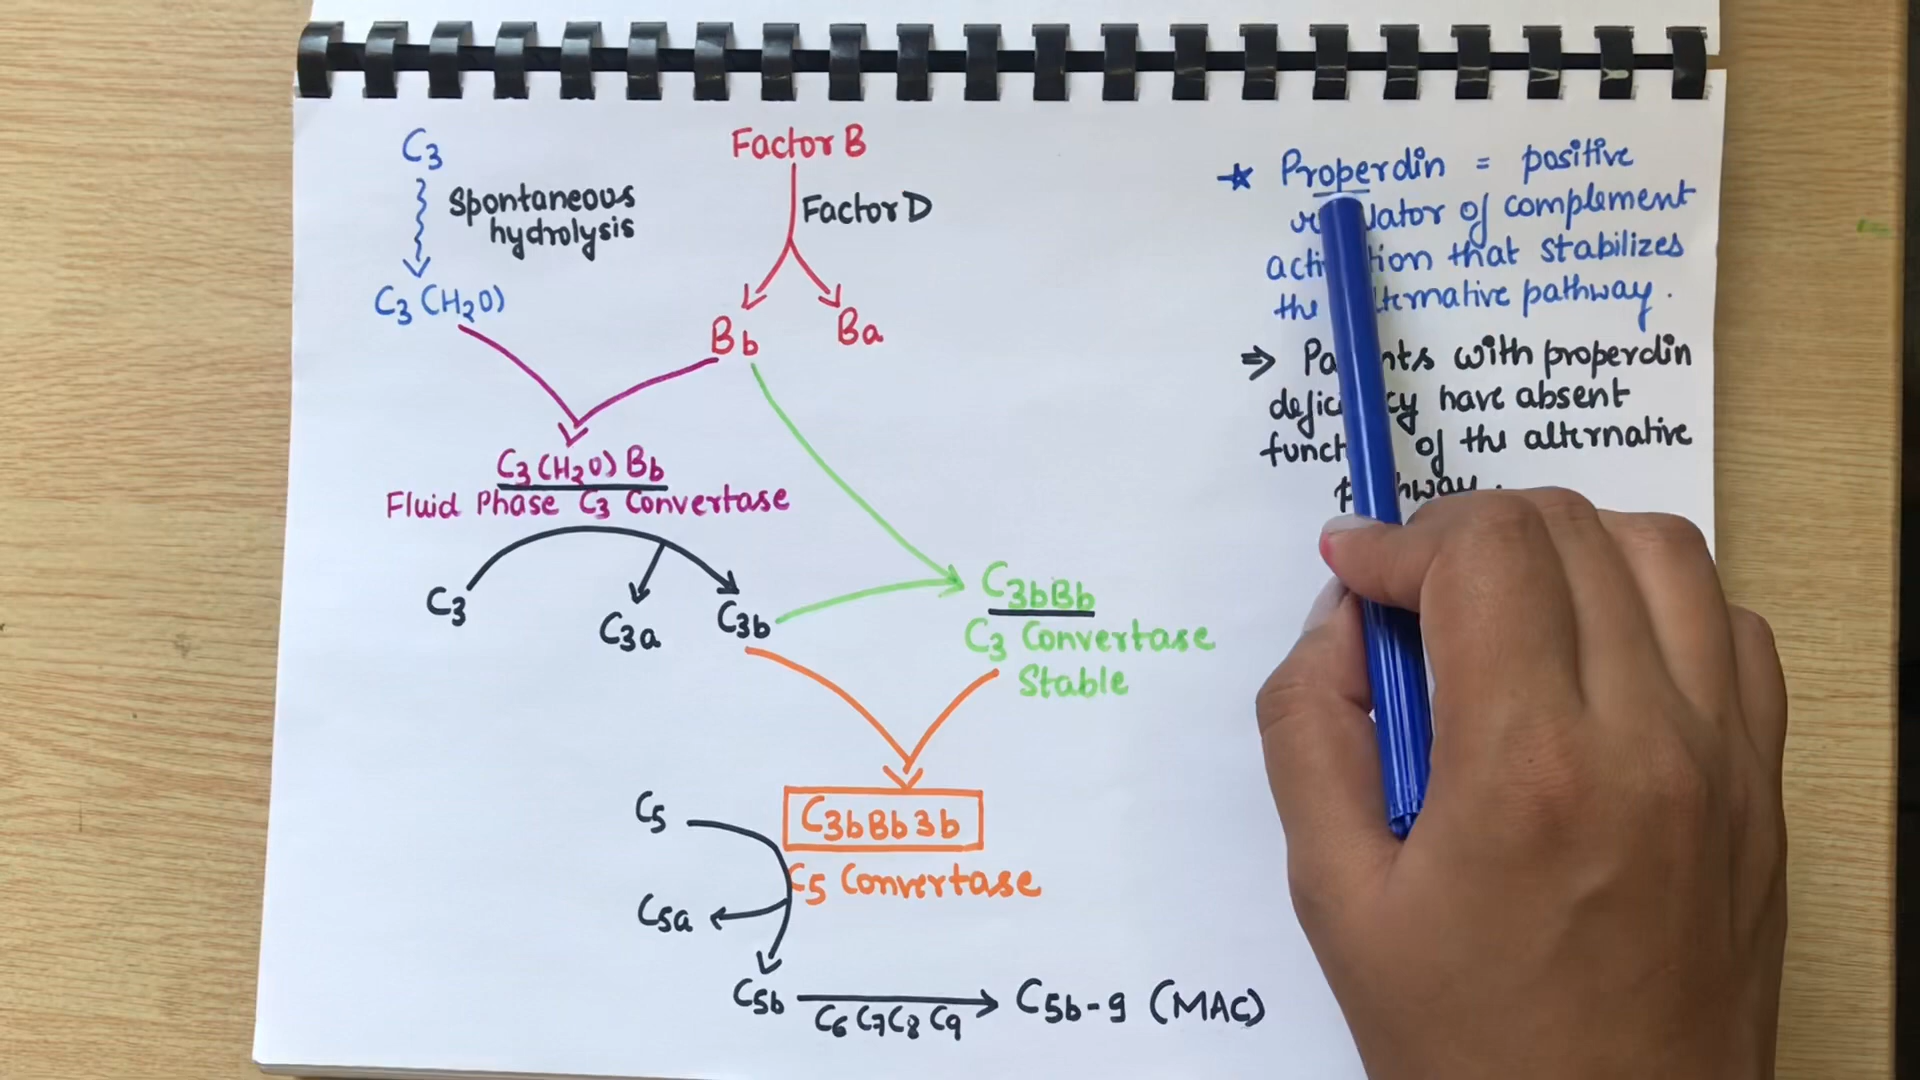 C3
Spontaneous
hydrolysis
C3 (H2O)
Factor B
Factor D
Bb
Ba
C3 (H2O) Bb
Fluid Phase C3 Convertase
C3
C3a
C3b
C3bBb
C3 Convertase
Stable
C3bBb3b
C5 Convertase
C5
C5a
C5b
C6 C7 C8 C9
C5b-9 (MAC)
★ Properdin = positive
of complement
that stabilizes
the pathway.
⇒ with properdin
have absent
of the alternative